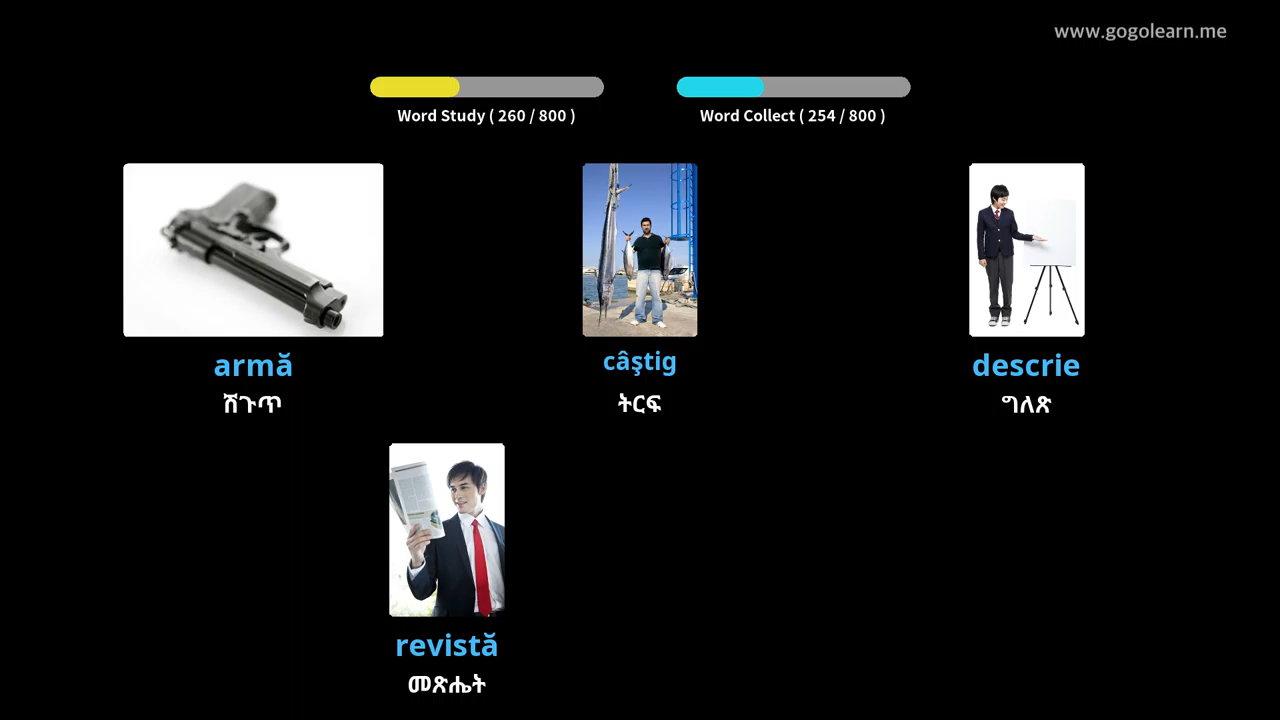 www.gogolearn.me
Word Study ( 260 / 800 )
Word Collect ( 254 / 800 )
armă
ሽጉጥ
câştig
ትርፍ
descrie
ግለጽ
revistă
መጽሔት